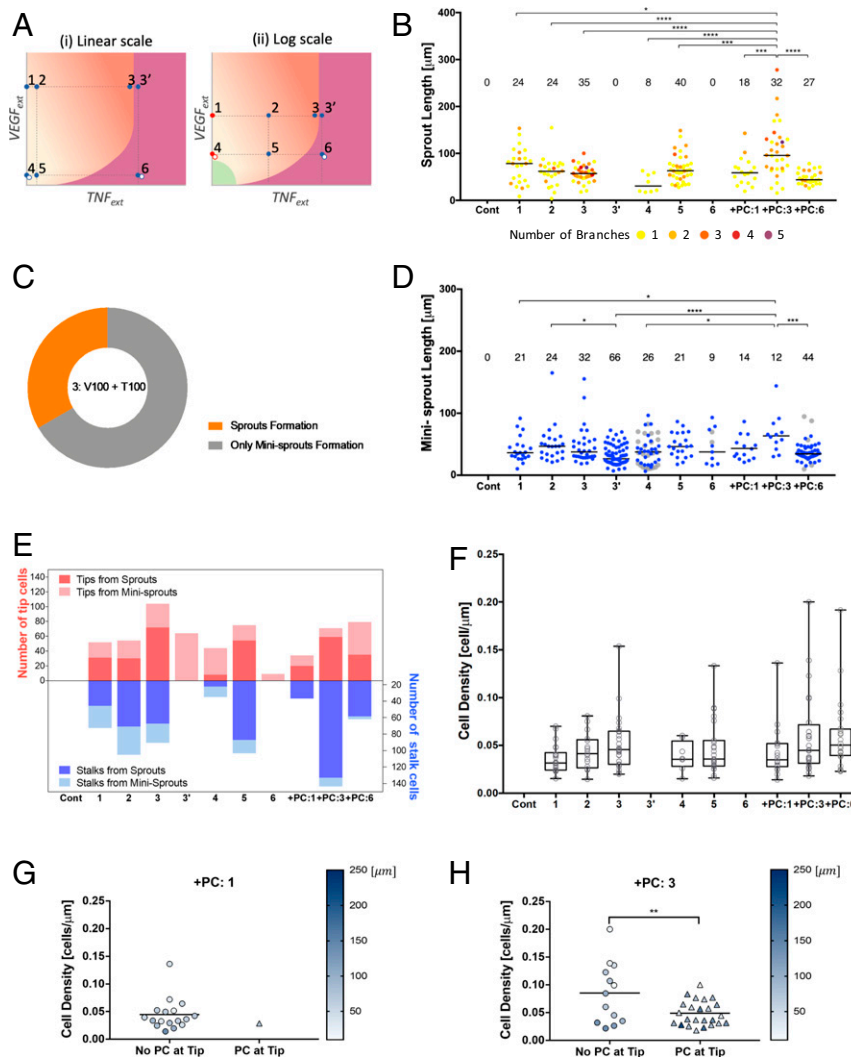 A
(i) Linear scale
(ii) Log scale
VEGFext
1 2 3 3'
4 5 6
TNFext
VEGFext
1 2 3 3'
4 5 6
TNFext
B
Sprout Length [μm]
400
300
200
100
0
*
****
****
****
***
*** ****
0 24 24 35 0 8 40 0 18 32 27
Cont 1 2 3 3' 4 5 6 +PC:1 +PC:3 +PC:6
Number of Branches 1 2 3 4 5
C
3: V100 + T100
Sprouts Formation
Only Mini-sprouts Formation
D
Mini- sprout Length [μm]
300
200
100
0
*
****
* * ***
0 21 24 32 66 26 21 9 14 12 44
Cont 1 2 3 3' 4 5 6 +PC:1 +PC:3 +PC:6
E
Number of tip cells
140
120
100
80
60
40
20
0
Tips from Sprouts
Tips from Mini-sprouts
20
40
60
80
100
120
140
Number of stalk cells
Stalks from Sprouts
Stalks from Mini-Sprouts
Cont 1 2 3 3' 4 5 6 +PC:1 +PC:3 +PC:6
F
Cell Density [cell/μm]
0.25
0.20
0.15
0.10
0.05
0.00
Cont 1 2 3 3' 4 5 6 +PC:1 +PC:3
G
+PC: 1
Cell Density [cells/μm]
0.25
0.20
0.15
0.10
0.05
0.00
No PC at Tip PC at Tip
250 [μm]
200
150
100
50
H
+PC: 3
**
Cell Density [cells/μm]
0.25
0.20
0.15
0.10
0.05
0.00
No PC at Tip PC at Tip
250 [μm]
200
150
100
50